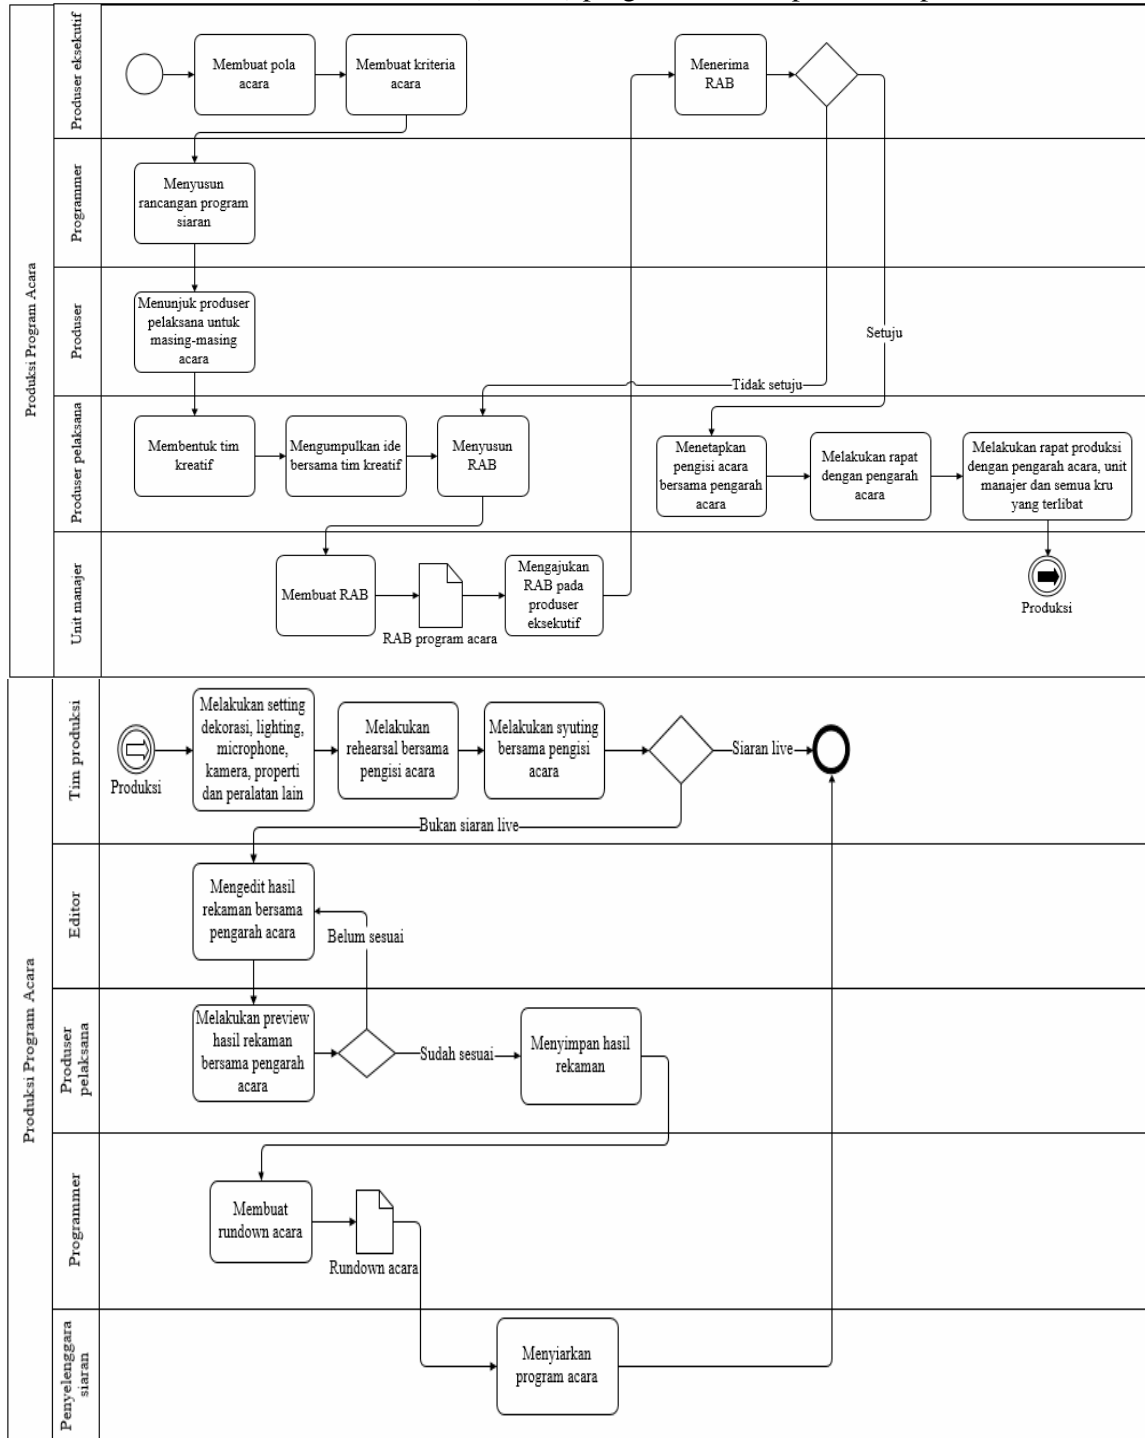 Produksi Program Acara
Produser eksekutif
Membuat pola
acara
Membuat kriteria
acara
Menerima
RAB
Programmer
Menyusun
rancangan program
siaran
Produser
Menunjuk produser
pelaksana untuk
masing-masing
acara
Setuju
Tidak setuju
Produser pelaksana
Membentuk tim
kreatif
Mengumpulkan ide
bersama tim kreatif
Menyusun
RAB
Menetapkan
pengisi acara
bersama pengarah
acara
Melakukan rapat
dengan pengarah
acara
Melakukan rapat produksi
dengan pengarah acara, unit
manajer dan semua kru
yang terlibat
Unit manajer
Membuat RAB
RAB program acara
Mengajukan
RAB pada
produser
eksekutif
Produksi
Produksi Program Acara
Tim produksi
Produksi
Melakukan setting
dekorasi, lighting,
microphone,
kamera, properti
dan peralatan lain
Melakukan
rehearsal bersama
pengisi acara
Melakukan syuting
bersama pengisi
acara
Siaran live
Bukan siaran live
Editor
Mengedit hasil
rekaman bersama
pengarah acara
Belum sesuai
Produser
pelaksana
Melakukan preview
hasil rekaman
bersama pengarah
acara
Sudah sesuai
Menyimpan hasil
rekaman
Programmer
Membuat
rundown acara
Rundown acara
Penyelenggara
siaran
Menyiarkan
program acara